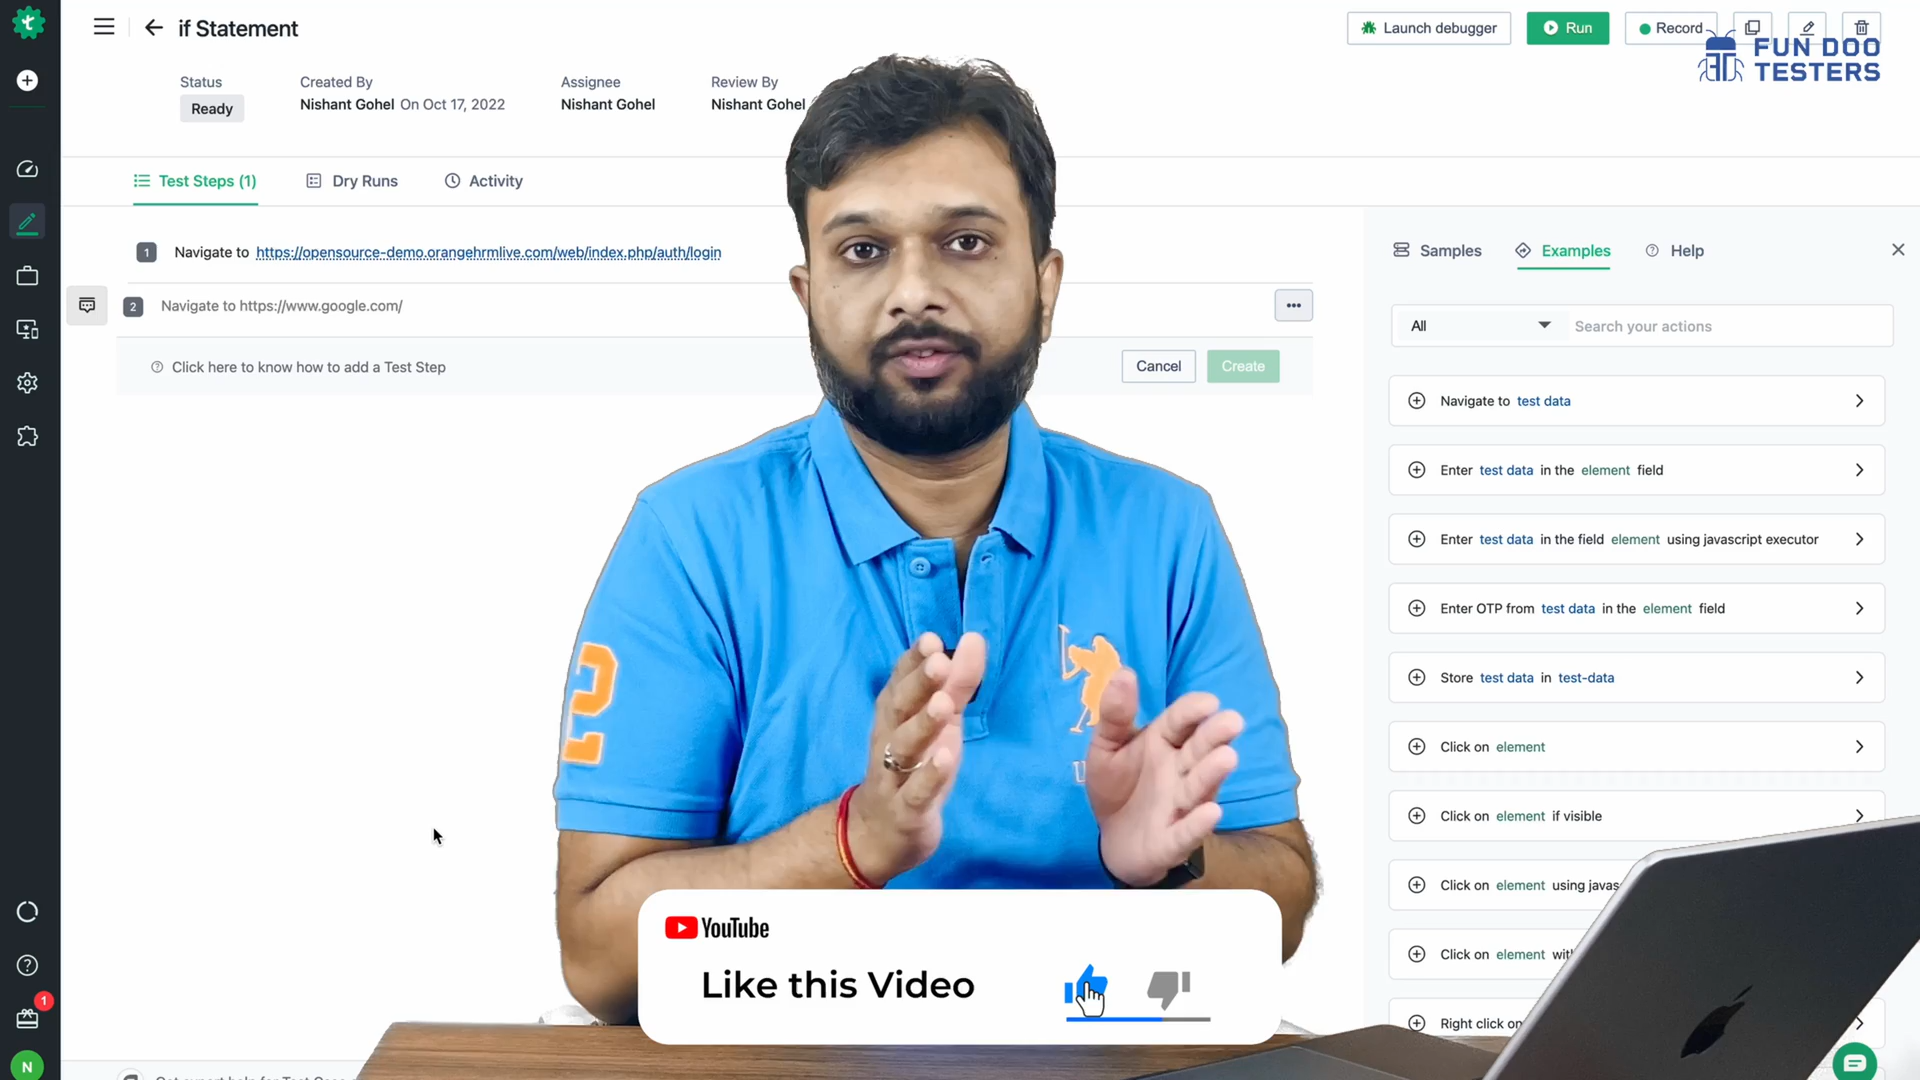 if Statement
Launch debugger
Run
Record
FUN DOO
TESTERS
Status
Ready
Created By
Nishant Gohel On Oct 17, 2022
Assignee
Nishant Gohel
Review By
Nishant Gohel
Test Steps (1)
Dry Runs
Activity
1 Navigate to https://opensource-demo.orangehrmlive.com/web/index.php/auth/login
2 Navigate to https://www.google.com/
Click here to know how to add a Test Step
Cancel
Create
Samples
Examples
Help
All
Search your actions
Navigate to test data
Enter test data in the element field
Enter test data in the field element using javascript executor
Enter OTP from test data in the element field
Store test data in test-data
Click on element
Click on element if visible
Click on element using javas
Click on element wit
Right click on
2
U
YouTube
Like this Video
1
N